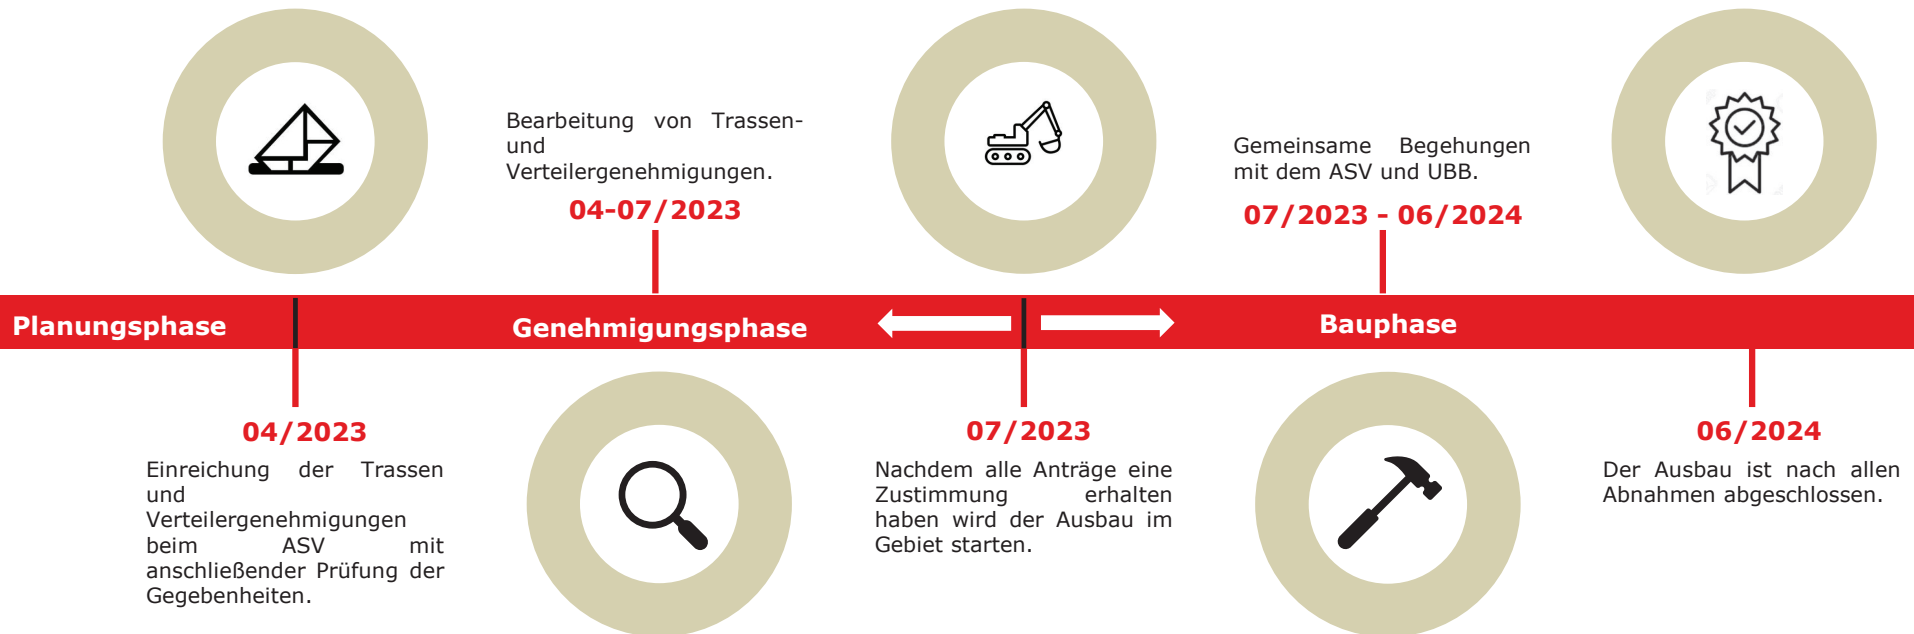 Bearbeitung von Trassen-
und
Verteilergenehmigungen.
04-07/2023
Gemeinsame Begehungen
mit dem ASV und UBB.
07/2023 - 06/2024
Planungsphase
Genehmigungsphase
Bauphase
04/2023
Einreichung der Trassen
und
Verteilergenehmigungen
beim ASV mit
anschließender Prüfung der
Gegebenheiten.
07/2023
Nachdem alle Anträge eine
Zustimmung erhalten
haben wird der Ausbau im
Gebiet starten.
06/2024
Der Ausbau ist nach allen
Abnahmen abgeschlossen.